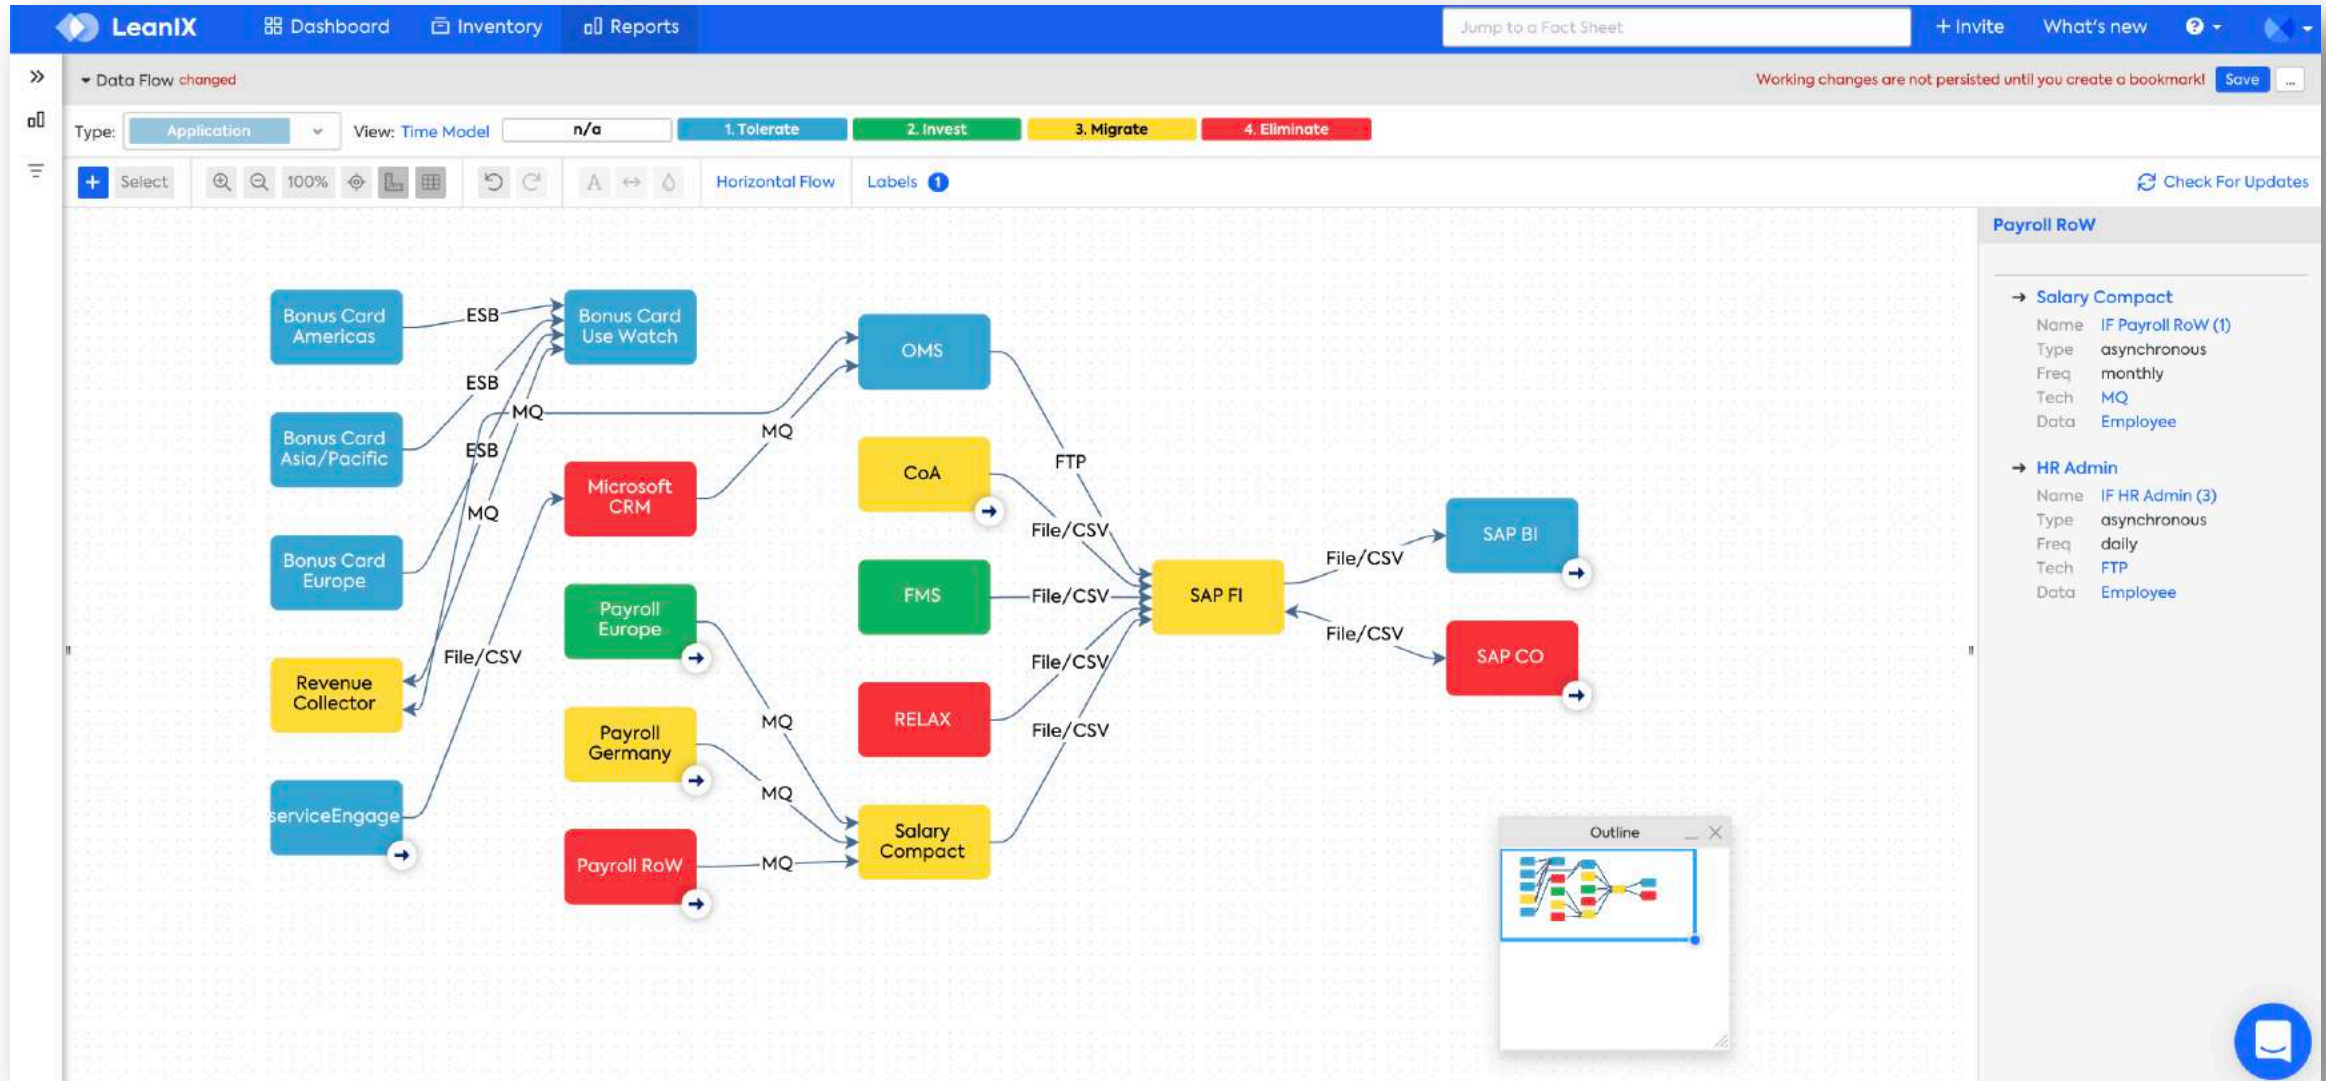 LeanIX
Dashboard
Inventory
Reports
Jump to a Fact Sheet
+ Invite
What's new
Data Flow changed
Working changes are not persisted until you create a bookmark!
Save
...
Type:
Application
View: Time Model
n/a
1. Tolerate
2. Invest
3. Migrate
4. Eliminate
+
Select
100%
A
Horizontal Flow
Labels 1
Check For Updates
Bonus Card
Americas
ESB
Bonus Card
Use Watch
OMS
ESB
MQ
MQ
Bonus Card
Asia/Pacific
ESB
FTP
CoA
Microsoft
CRM
MQ
File/CSV
SAP BI
Bonus Card
Europe
File/CSV
FMS
File/CSV
SAP FI
Payroll
Europe
File/CSV
SAP CO
File/CSV
File/CSV
Revenue
Collector
RELAX
MQ
File/CSV
Payroll
Germany
MQ
serviceEngage
Salary
Compact
Payroll RoW
MQ
Outline
Payroll RoW
Salary Compact
Name IF Payroll RoW (1)
Type asynchronous
Freq monthly
Tech MQ
Data Employee
HR Admin
Name IF HR Admin (3)
Type asynchronous
Freq daily
Tech FTP
Data Employee